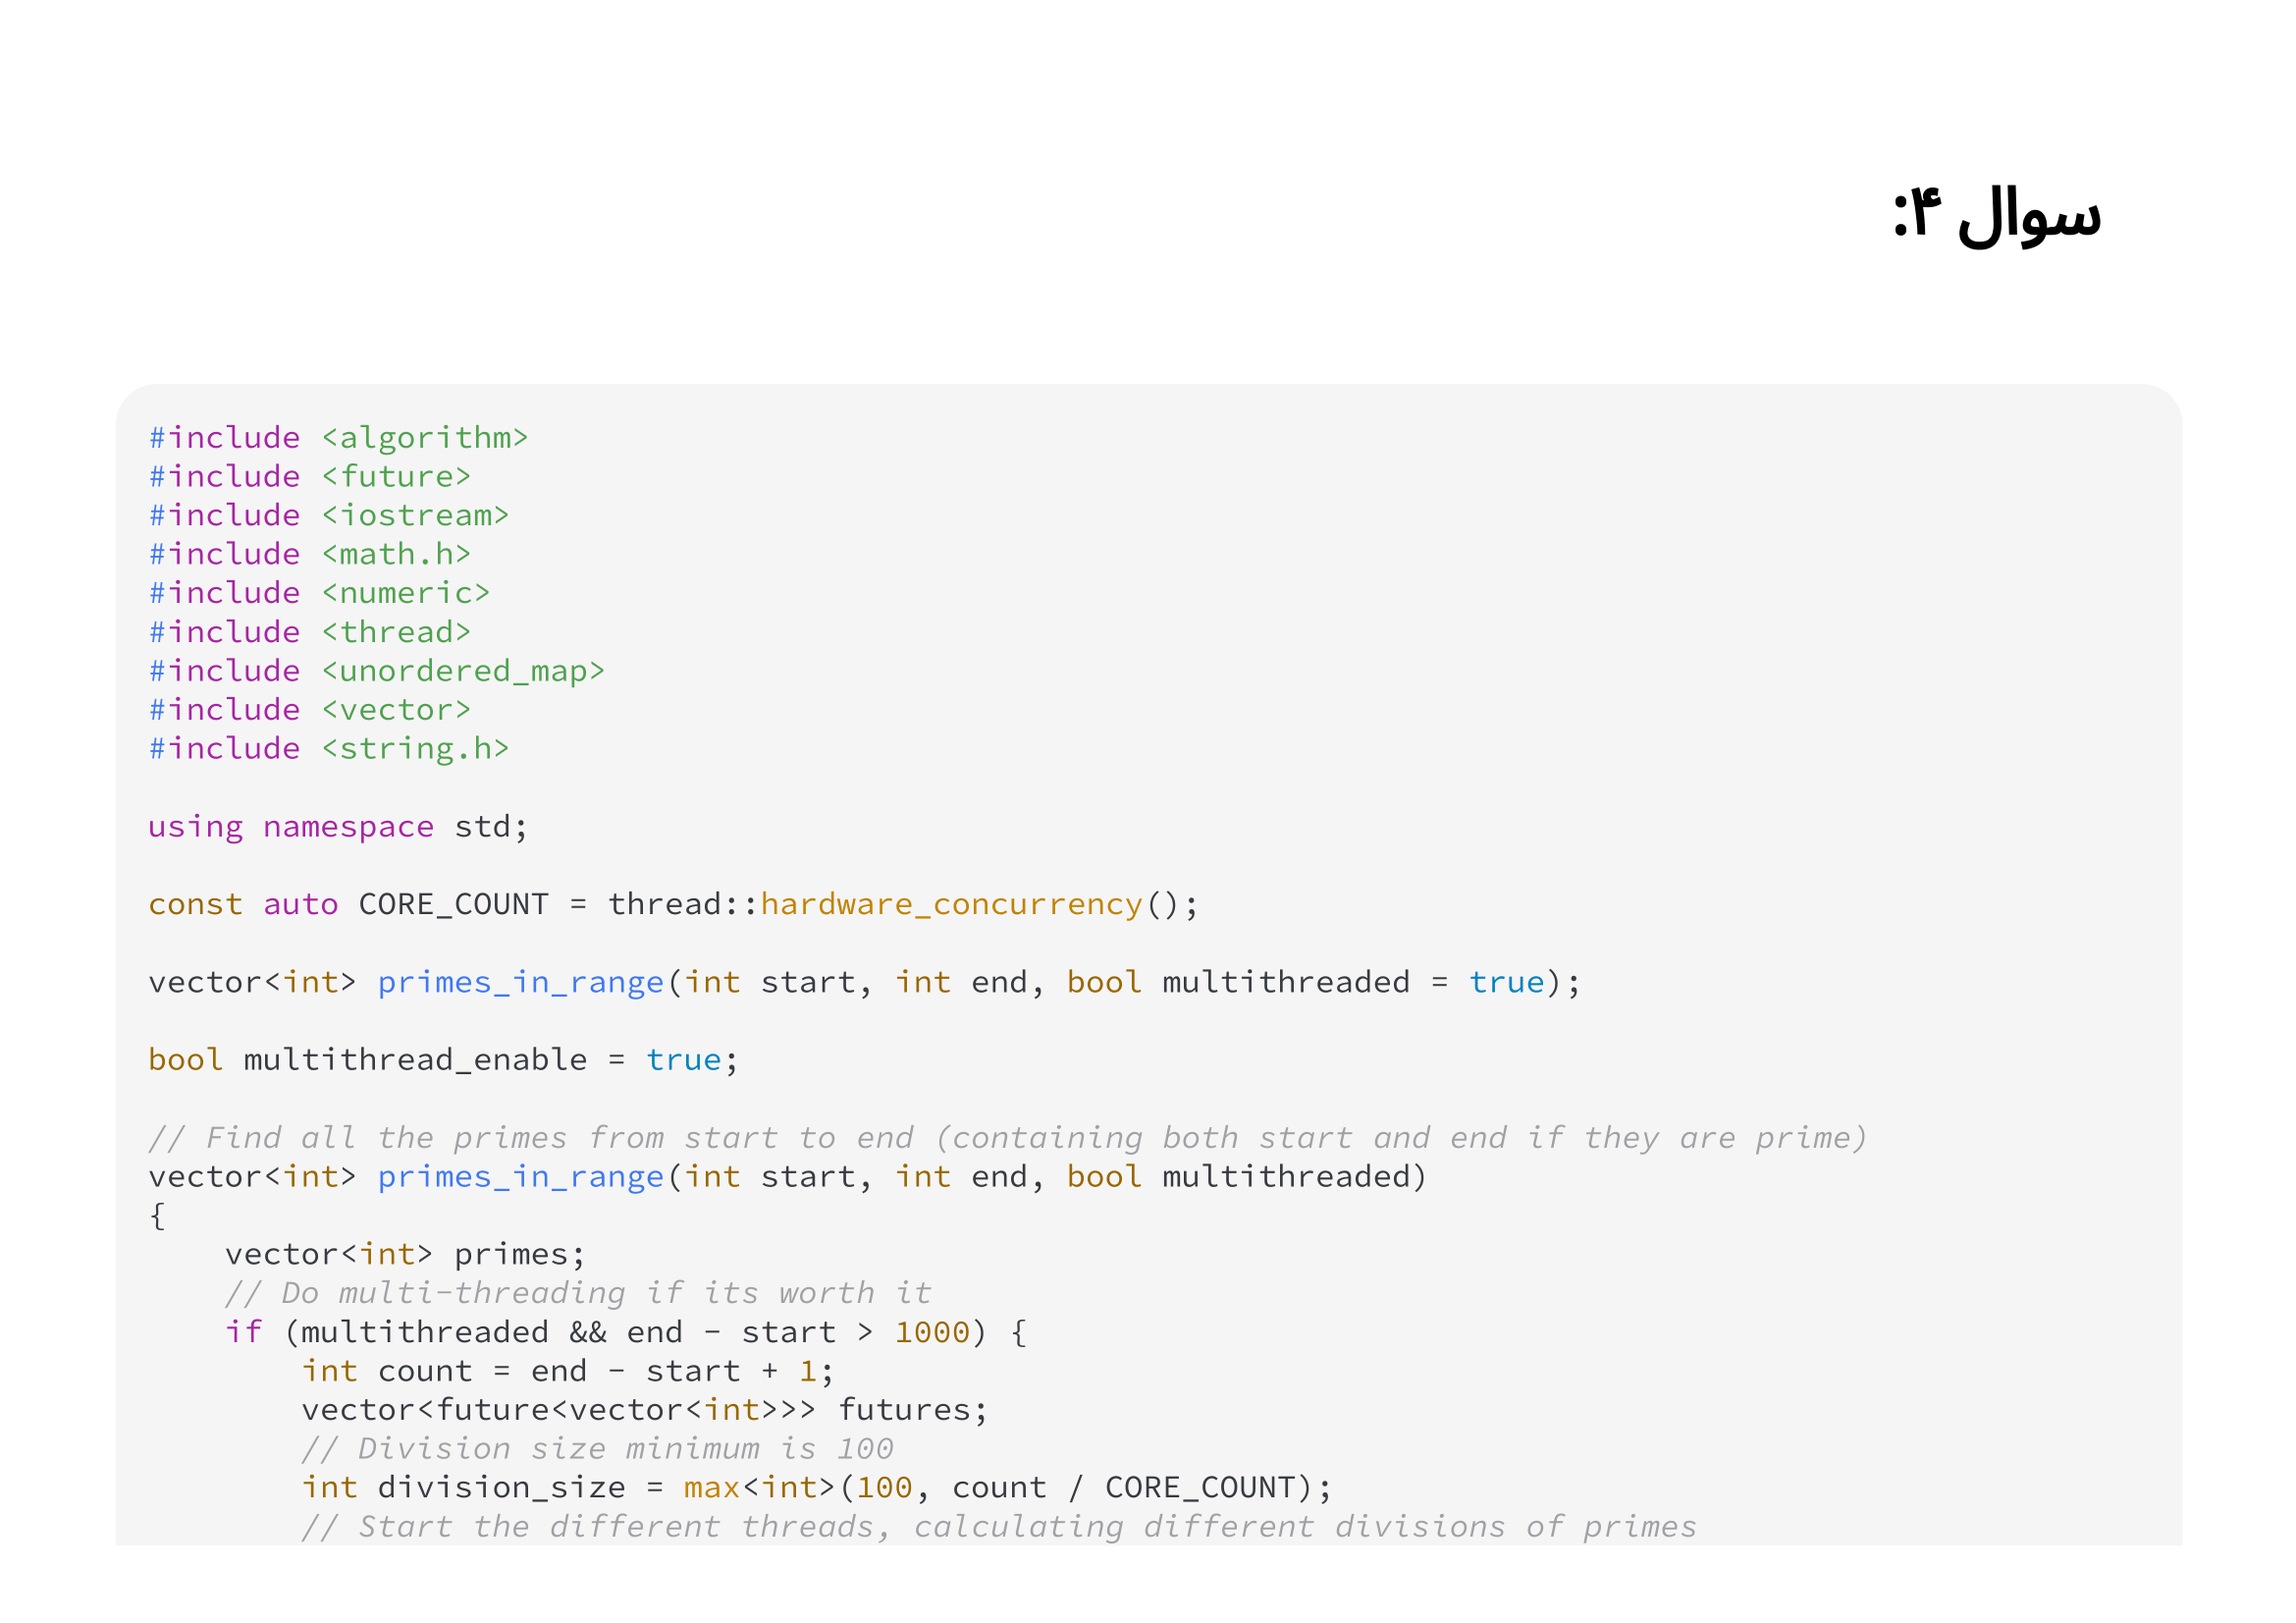 سوال ۴:
#include <algorithm>
#include <future>
#include <iostream>
#include <math.h>
#include <numeric>
#include <thread>
#include <unordered_map>
#include <vector>
#include <string.h>
using namespace std;
const auto CORE_COUNT = thread::hardware_concurrency();
vector<int> primes_in_range(int start, int end, bool multithreaded = true);
bool multithread_enable = true;
// Find all the primes from start to end (containing both start and end if they are prime)
vector<int> primes_in_range(int start, int end, bool multithreaded)
{
    vector<int> primes;
    // Do multi-threading if its worth it
    if (multithreaded && end - start > 1000) {
        int count = end - start + 1;
        vector<future<vector<int>>> futures;
        // Division size minimum is 100
        int division_size = max<int>(100, count / CORE_COUNT);
        // Start the different threads, calculating different divisions of primes